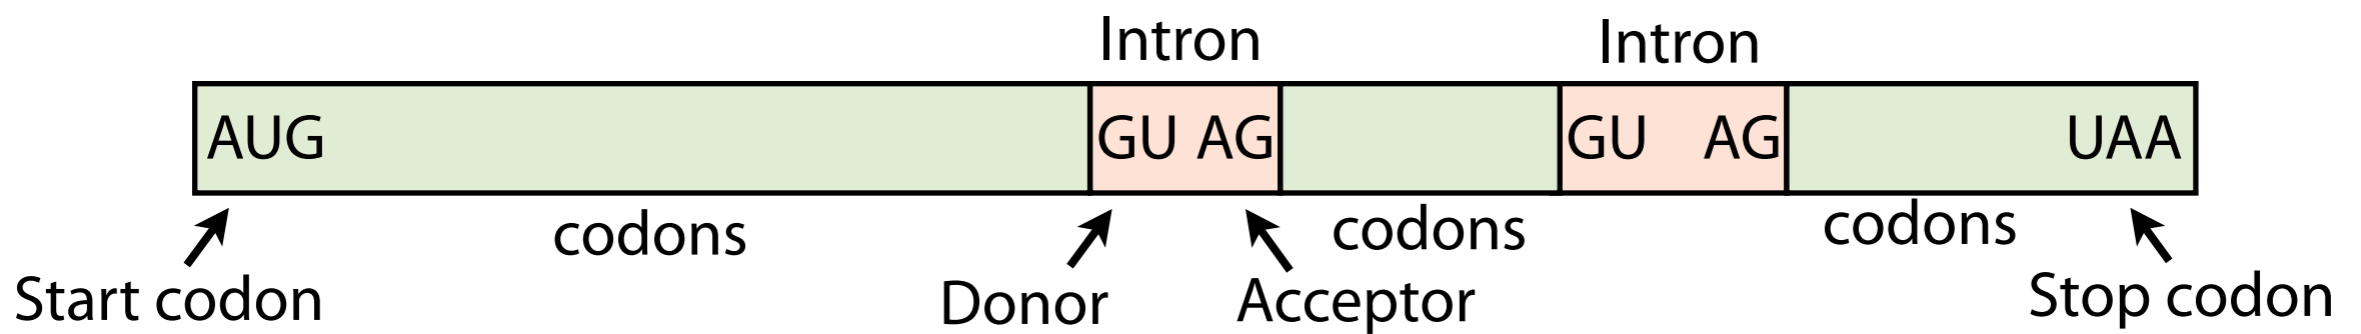 Intron Intron
AUG GU AG GU AG UAA
codons codons codons
Start codon Donor Acceptor Stop codon